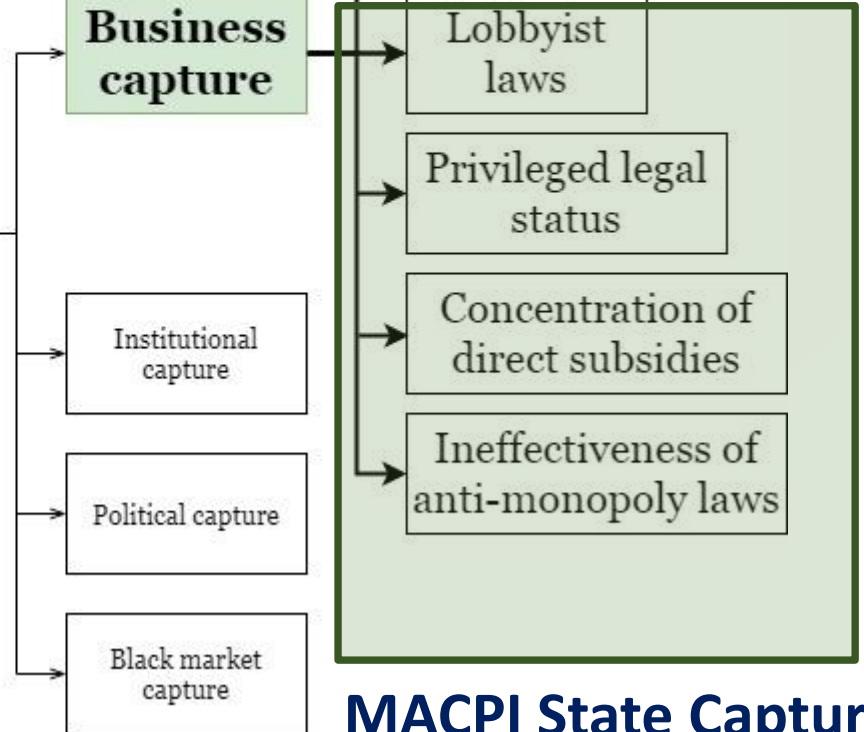 Business
capture
Lobbyist
laws
Privileged legal
status
Concentration of
direct subsidies
Ineffectiveness of
anti-monopoly laws
Institutional
capture
Political capture
Black market
capture
MACPI State Captur